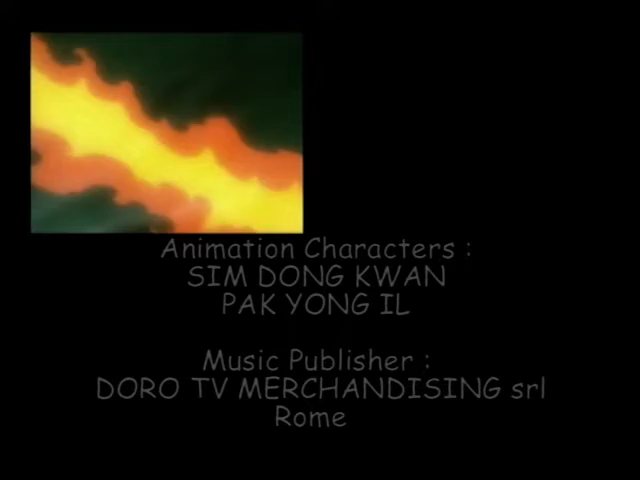 Animation Characters :
SIM DONG KWAN
PAK YONG IL
Music Publisher :
DORO TV MERCHANDISING srl
Rome